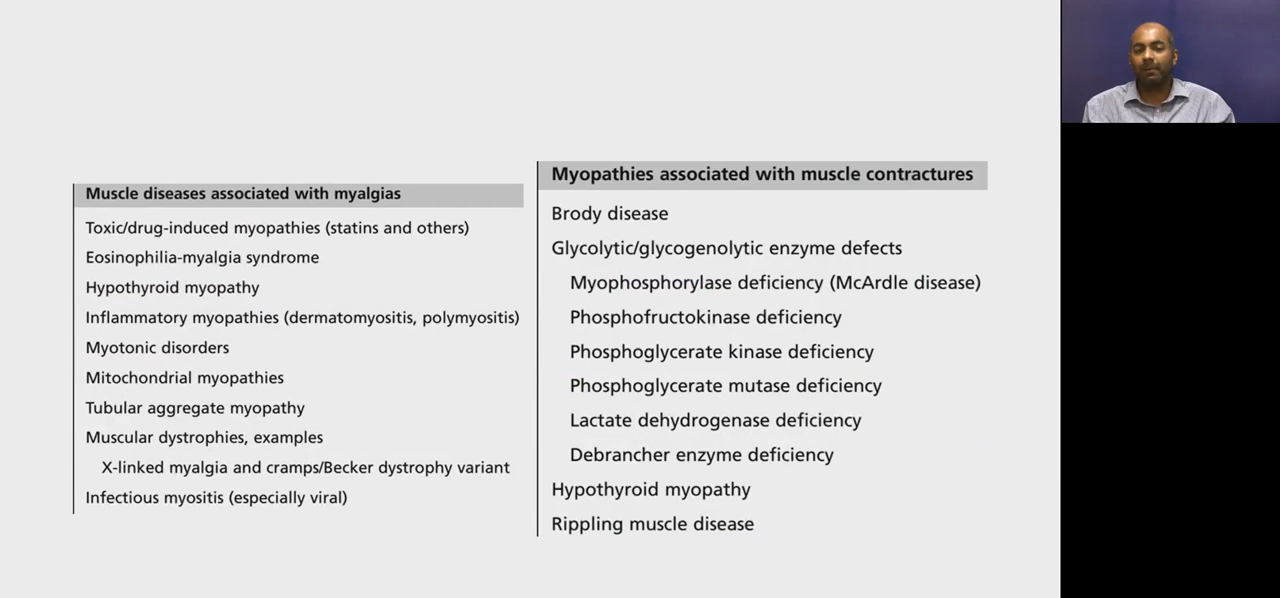 Muscle diseases associated with myalgias
Toxic/drug-induced myopathies (statins and others)
Eosinophilia-myalgia syndrome
Hypothyroid myopathy
Inflammatory myopathies (dermatomyositis, polymyositis)
Myotonic disorders
Mitochondrial myopathies
Tubular aggregate myopathy
Muscular dystrophies, examples
X-linked myalgia and cramps/Becker dystrophy variant
Infectious myositis (especially viral)
Myopathies associated with muscle contractures
Brody disease
Glycolytic/glycogenolytic enzyme defects
Myophosphorylase deficiency (McArdle disease)
Phosphofructokinase deficiency
Phosphoglycerate kinase deficiency
Phosphoglycerate mutase deficiency
Lactate dehydrogenase deficiency
Debrancher enzyme deficiency
Hypothyroid myopathy
Rippling muscle disease